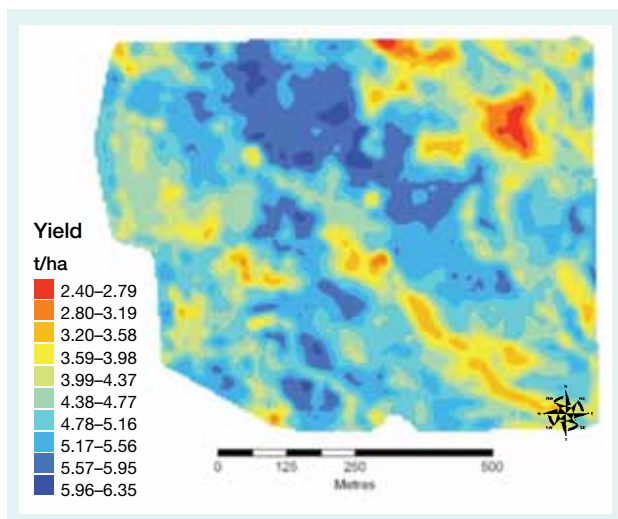 Yield
t/ha
2.40–2.79
2.80–3.19
3.20–3.58
3.59–3.98
3.99–4.37
4.38–4.77
4.78–5.16
5.17–5.56
5.57–5.95
5.96–6.35
0 125 250 500
Metres